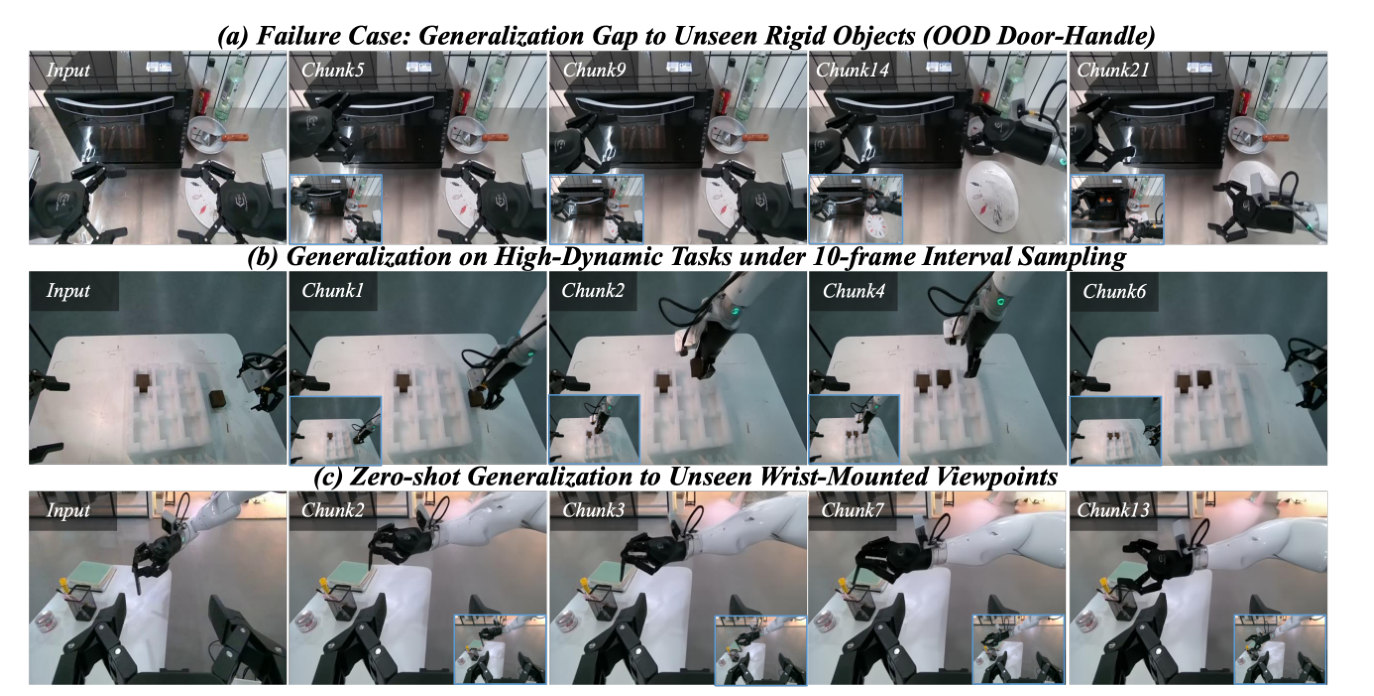 (a) Failure Case: Generalization Gap to Unseen Rigid Objects (OOD Door-Handle)
Input Chunk5 Chunk9 Chunk14 Chunk21
(b) Generalization on High-Dynamic Tasks under 10-frame Interval Sampling
Input Chunk1 Chunk2 Chunk4 Chunk6
(c) Zero-shot Generalization to Unseen Wrist-Mounted Viewpoints
Input Chunk2 Chunk3 Chunk7 Chunk13